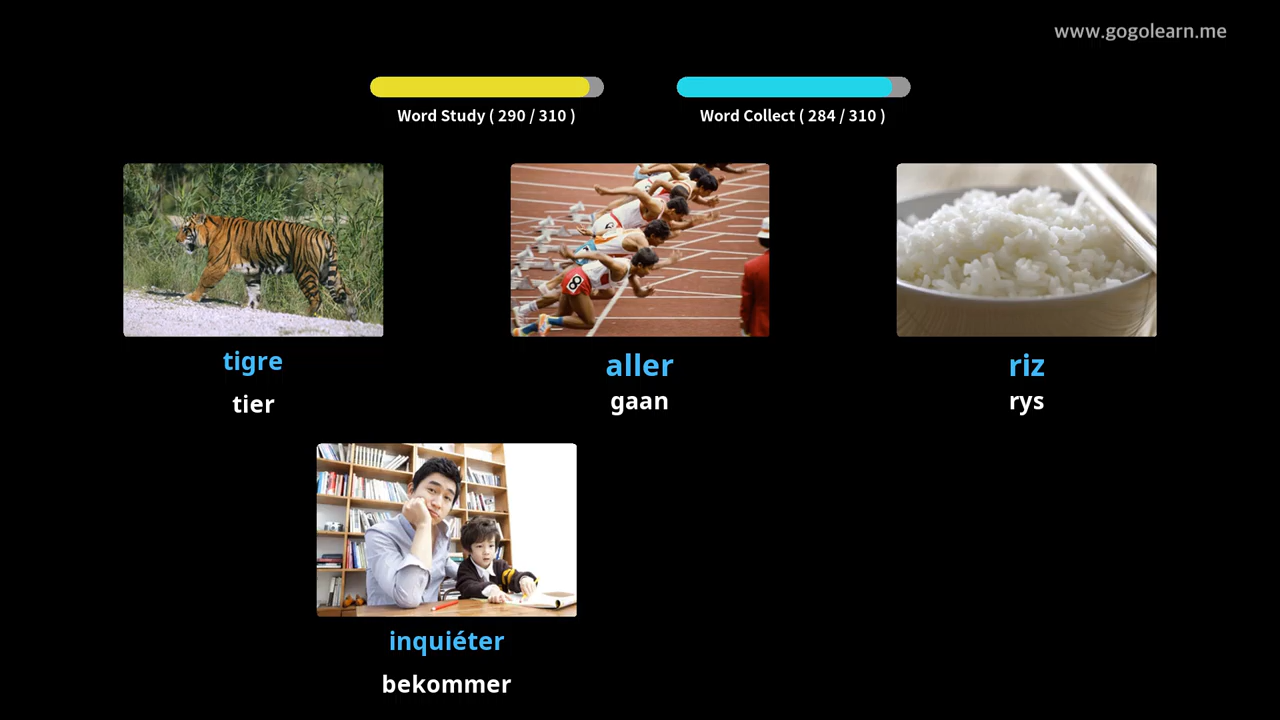 www.gogolearn.me
Word Study ( 290 / 310 )
Word Collect ( 284 / 310 )
tigre
tier
aller
gaan
riz
rys
inquiéter
bekommer